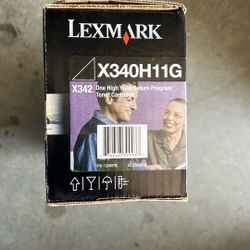 LEXMARK
X340H11G
X342
One High Yield Return Program
Toner Cartridge